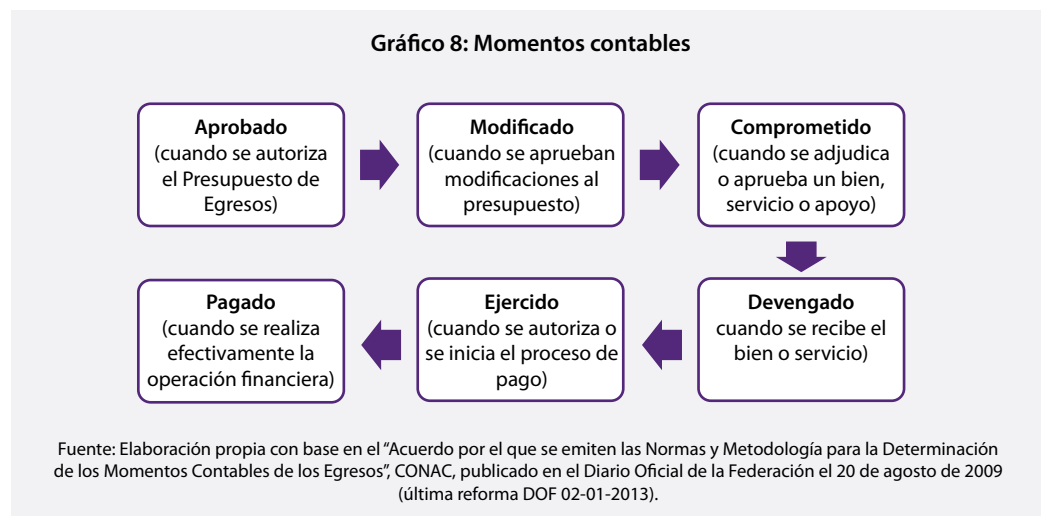 Gráfico 8: Momentos contables
Aprobado
(cuando se autoriza
el Presupuesto de
Egresos)
Modificado
(cuando se aprueban
modificaciones al
presupuesto)
Comprometido
(cuando se adjudica
o aprueba un bien,
servicio o apoyo)
Devengado
cuando se recibe el
bien o servicio)
Ejercido
(cuando se autoriza o
se inicia el proceso de
pago)
Pagado
(cuando se realiza
efectivamente la
operación financiera)
Fuente: Elaboración propia con base en el “Acuerdo por el que se emiten las Normas y Metodología para la Determinación
de los Momentos Contables de los Egresos”, CONAC, publicado en el Diario Oficial de la Federación el 20 de agosto de 2009
(última reforma DOF 02-01-2013).